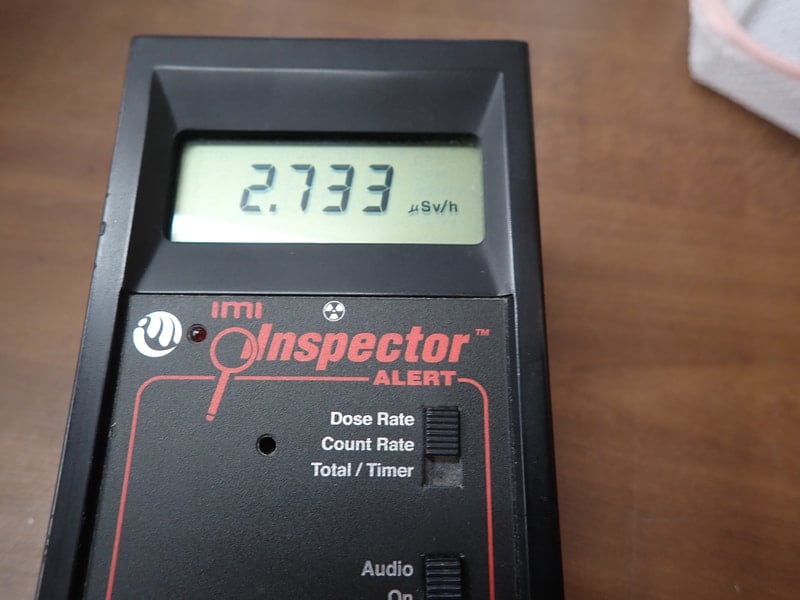 2.733 µSv/h
imi
Inspector™
ALERT
Dose Rate
Count Rate
Total / Timer
Audio
On